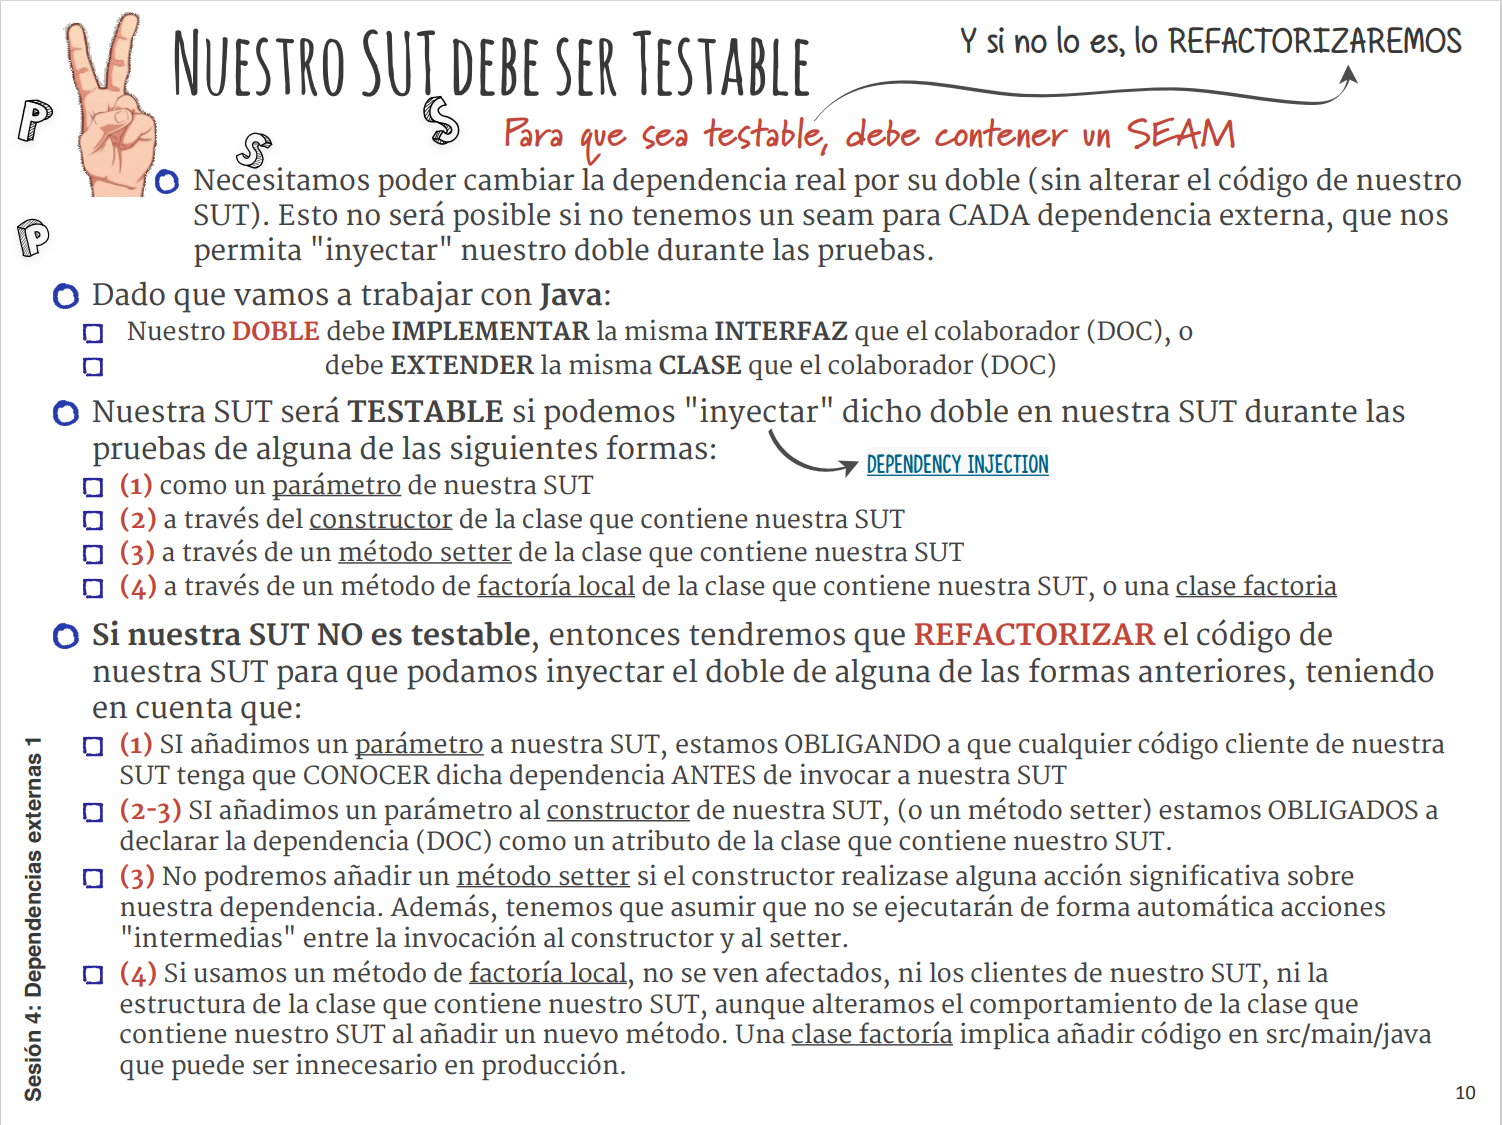 NUESTRO SUT DEBE SER TESTABLE
Y si no lo es, lo REFACTORIZAREMOS
P
S
S
Para que sea testable, debe contener un SEAM
Necesitamos poder cambiar la dependencia real por su doble (sin alterar el código de nuestro
SUT). Esto no será posible si no tenemos un seam para CADA dependencia externa, que nos
P
permita "inyectar" nuestro doble durante las pruebas.
Dado que vamos a trabajar con Java:
Nuestro DOBLE debe IMPLEMENTAR la misma INTERFAZ que el colaborador (DOC), o
debe EXTENDER la misma CLASE que el colaborador (DOC)
Nuestra SUT será TESTABLE si podemos "inyectar" dicho doble en nuestra SUT durante las
pruebas de alguna de las siguientes formas:
DEPENDENCY INJECTION
(1) como un parámetro de nuestra SUT
(2) a través del constructor de la clase que contiene nuestra SUT
(3) a través de un método setter de la clase que contiene nuestra SUT
(4) a través de un método de factoría local de la clase que contiene nuestra SUT, o una clase factoria
Si nuestra SUT NO es testable, entonces tendremos que REFACTORIZAR el código de
nuestra SUT para que podamos inyectar el doble de alguna de las formas anteriores, teniendo
en cuenta que:
(1) SI añadimos un parámetro a nuestra SUT, estamos OBLIGANDO a que cualquier código cliente de nuestra
SUT tenga que CONOCER dicha dependencia ANTES de invocar a nuestra SUT
(2-3) SI añadimos un parámetro al constructor de nuestra SUT, (o un método setter) estamos OBLIGADOS a
declarar la dependencia (DOC) como un atributo de la clase que contiene nuestro SUT.
(3) No podremos añadir un método setter si el constructor realizase alguna acción significativa sobre
nuestra dependencia. Además, tenemos que asumir que no se ejecutarán de forma automática acciones
"intermedias" entre la invocación al constructor y al setter.
(4) Si usamos un método de factoría local, no se ven afectados, ni los clientes de nuestro SUT, ni la
estructura de la clase que contiene nuestro SUT, aunque alteramos el comportamiento de la clase que
contiene nuestro SUT al añadir un nuevo método. Una clase factoría implica añadir código en src/main/java
que puede ser innecesario en producción.
Sesión 4: Dependencias externas 1
10